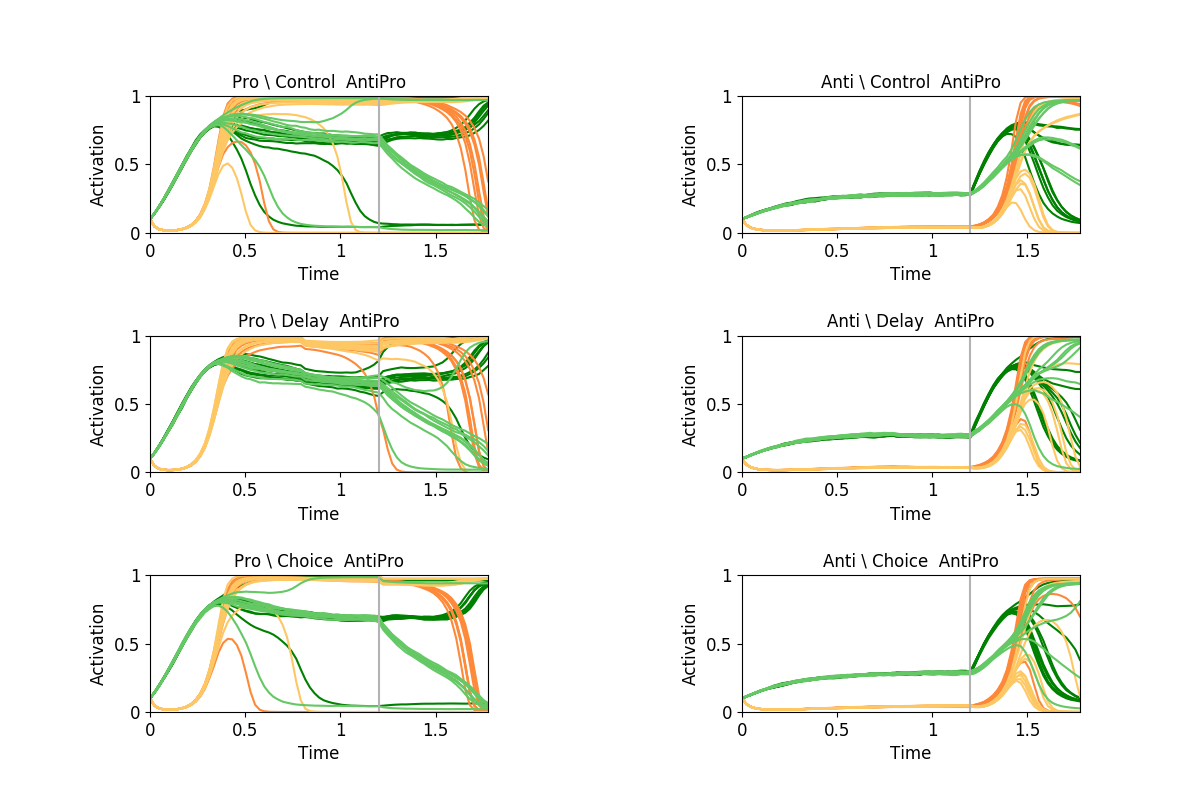 Pro \ Control  AntiPro
Activation
1
0.5
0
0
0.5
1
1.5
Time
Anti \ Control  AntiPro
Activation
1
0.5
0
0
0.5
1
1.5
Time
Pro \ Delay  AntiPro
Activation
1
0.5
0
0
0.5
1
1.5
Time
Anti \ Delay  AntiPro
Activation
1
0.5
0
0
0.5
1
1.5
Time
Pro \ Choice  AntiPro
Activation
1
0.5
0
0
0.5
1
1.5
Time
Anti \ Choice  AntiPro
Activation
1
0.5
0
0
0.5
1
1.5
Time